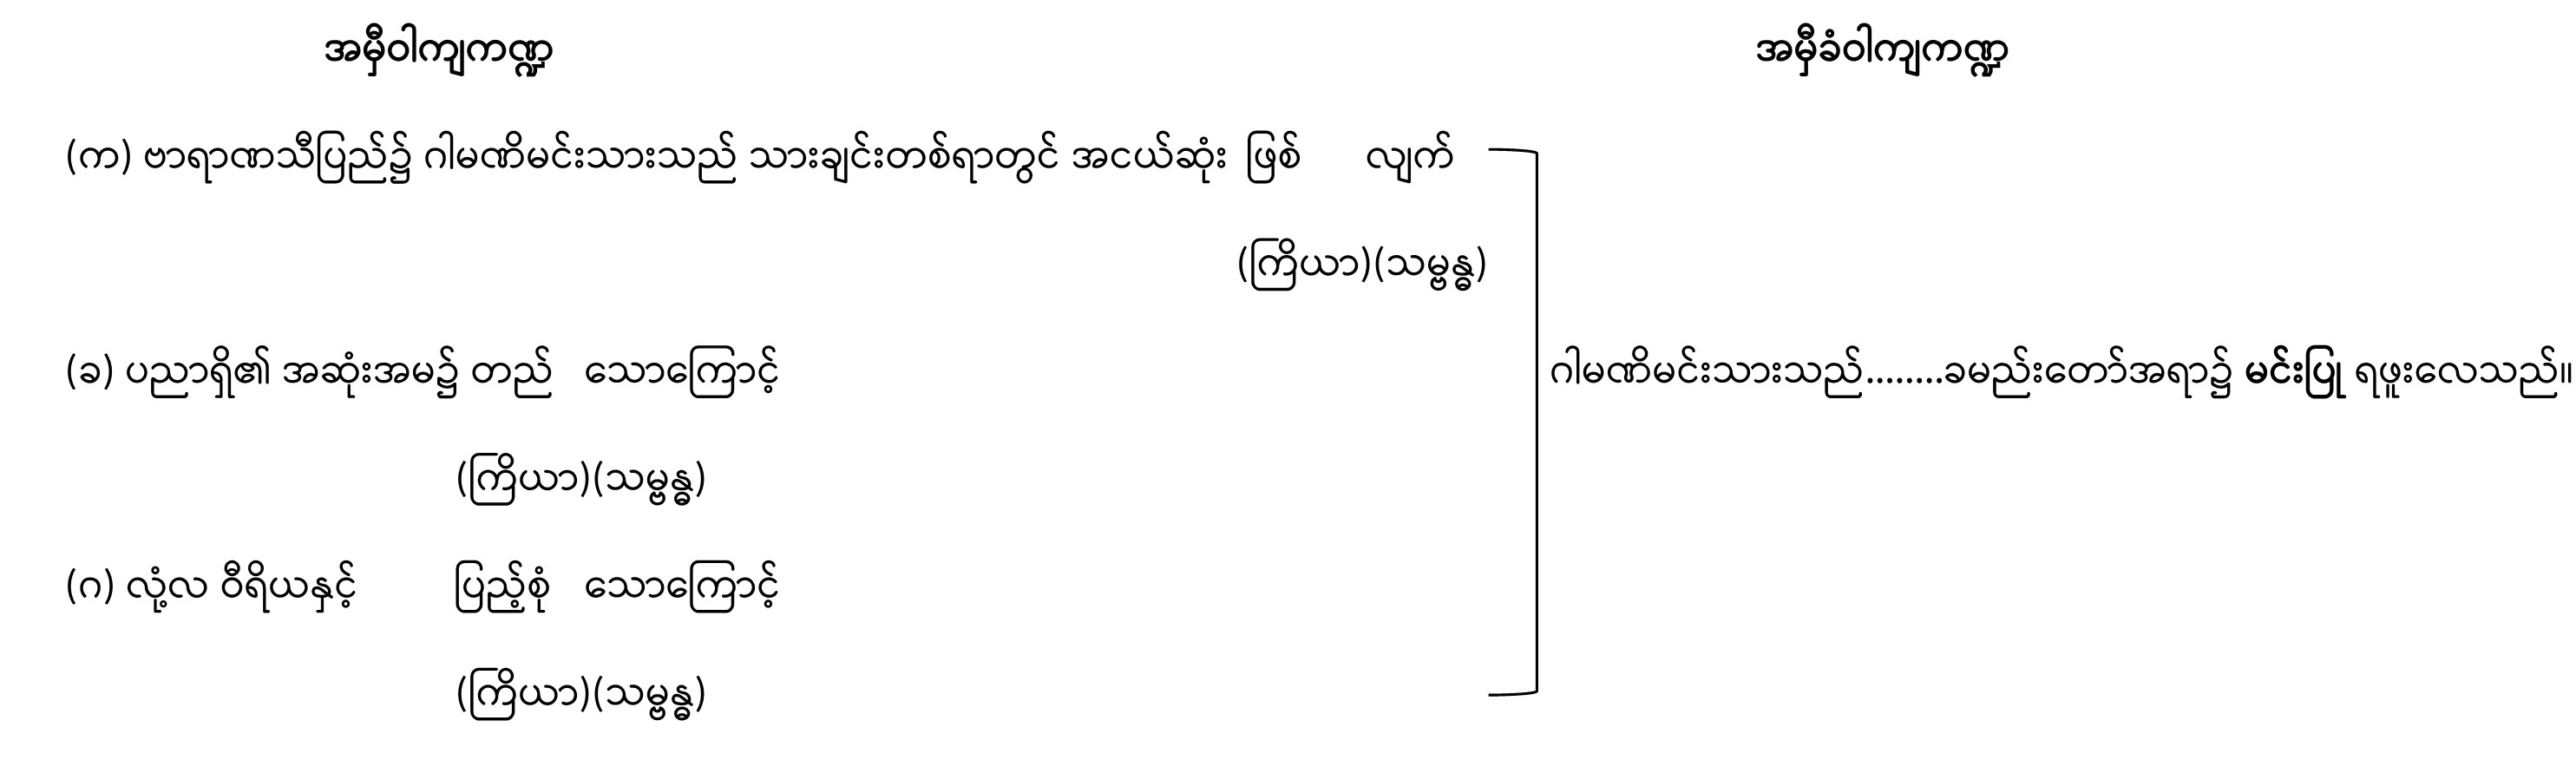 အမှီဝါကျကဏ္ဍ အမှီခံဝါကျကဏ္ဍ
(က) ဗာရာဏသီပြည်၌ ဂါမဏိမင်းသားသည် သားချင်းတစ်ရာတွင် အငယ်ဆုံး ဖြစ် လျက်
(ကြိယာ)(သမ္ဗန္ဓ)
(ခ) ပညာရှိ၏ အဆုံးအမ၌ တည် သောကြောင့် ဂါမဏိမင်းသားသည်........ခမည်းတော်အရာ၌ မင်းပြု ရဖူးလေသည်။
(ကြိယာ)(သမ္ဗန္ဓ)
(ဂ) လုံ့လ ဝီရိယနှင့် ပြည့်စုံ သောကြောင့်
(ကြိယာ)(သမ္ဗန္ဓ)